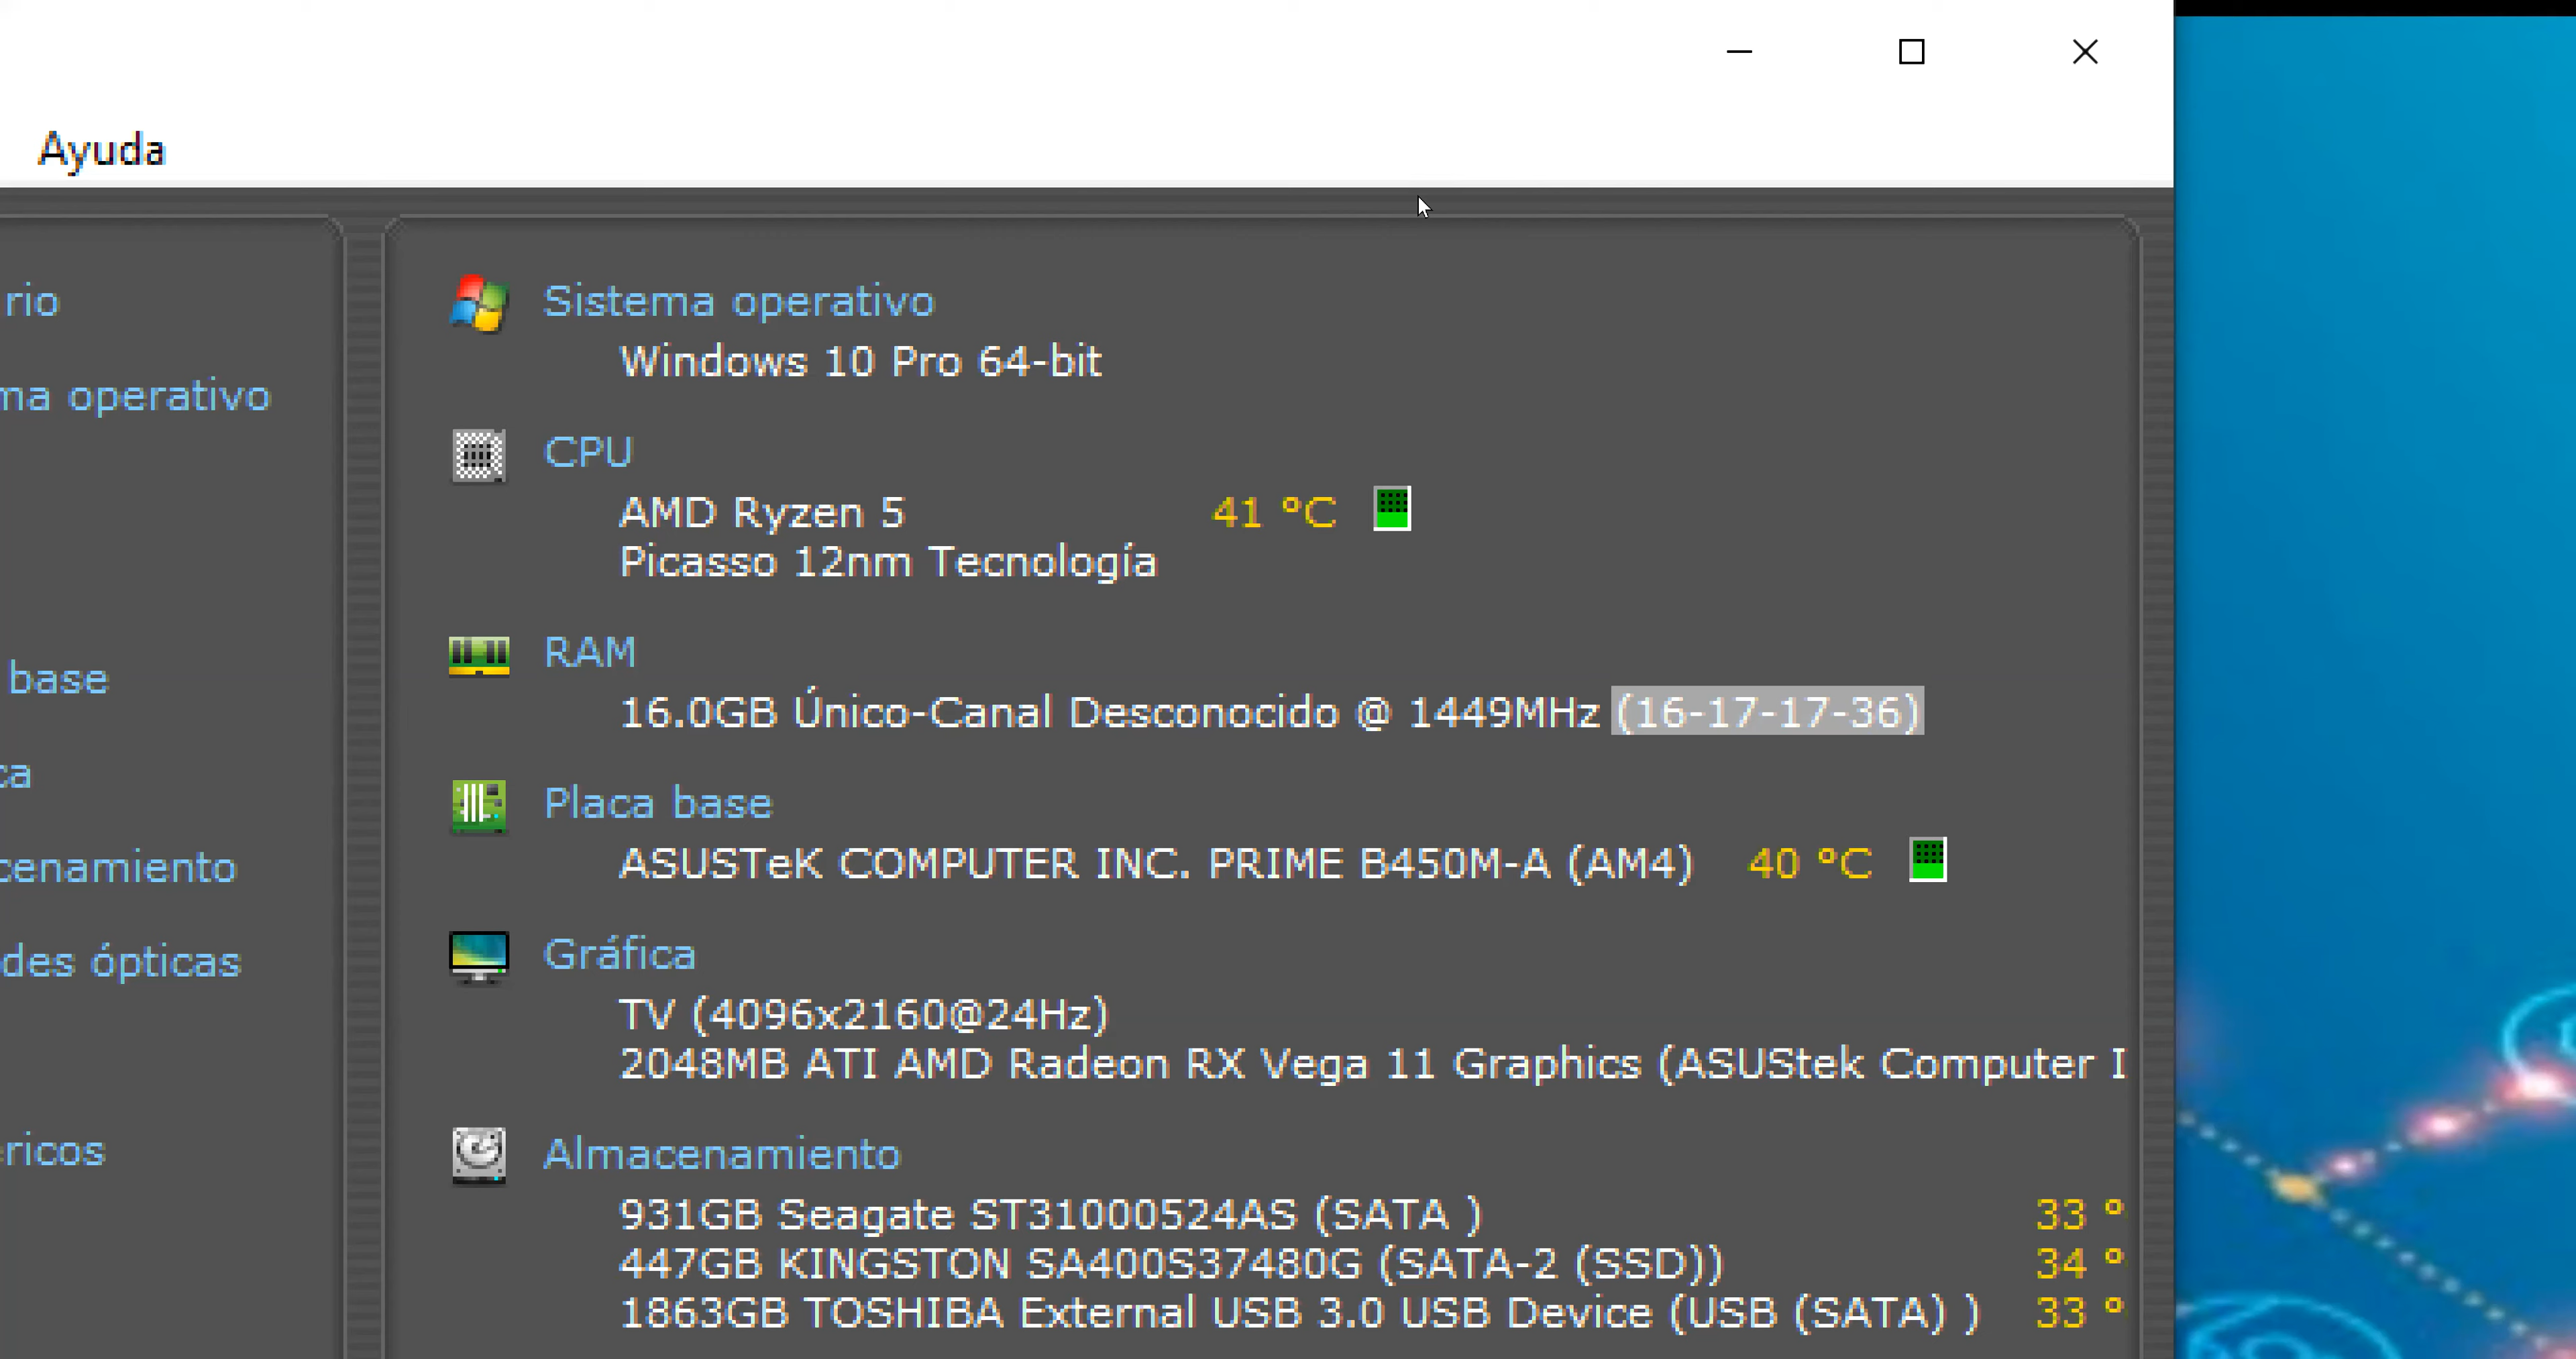 Ayuda
rio
ma operativo
base
ca
cenamiento
des ópticas
ricos
Sistema operativo
Windows 10 Pro 64-bit
CPU
AMD Ryzen 5 41 °C
Picasso 12nm Tecnología
RAM
16.0GB Único-Canal Desconocido @ 1449MHz (16-17-17-36)
Placa base
ASUSTeK COMPUTER INC. PRIME B450M-A (AM4) 40 °C
Gráfica
TV (4096x2160@24Hz)
2048MB ATI AMD Radeon RX Vega 11 Graphics (ASUStek Computer I
Almacenamiento
931GB Seagate ST31000524AS (SATA ) 33 °
447GB KINGSTON SA400S37480G (SATA-2 (SSD)) 34 °
1863GB TOSHIBA External USB 3.0 USB Device (USB (SATA) ) 33 °